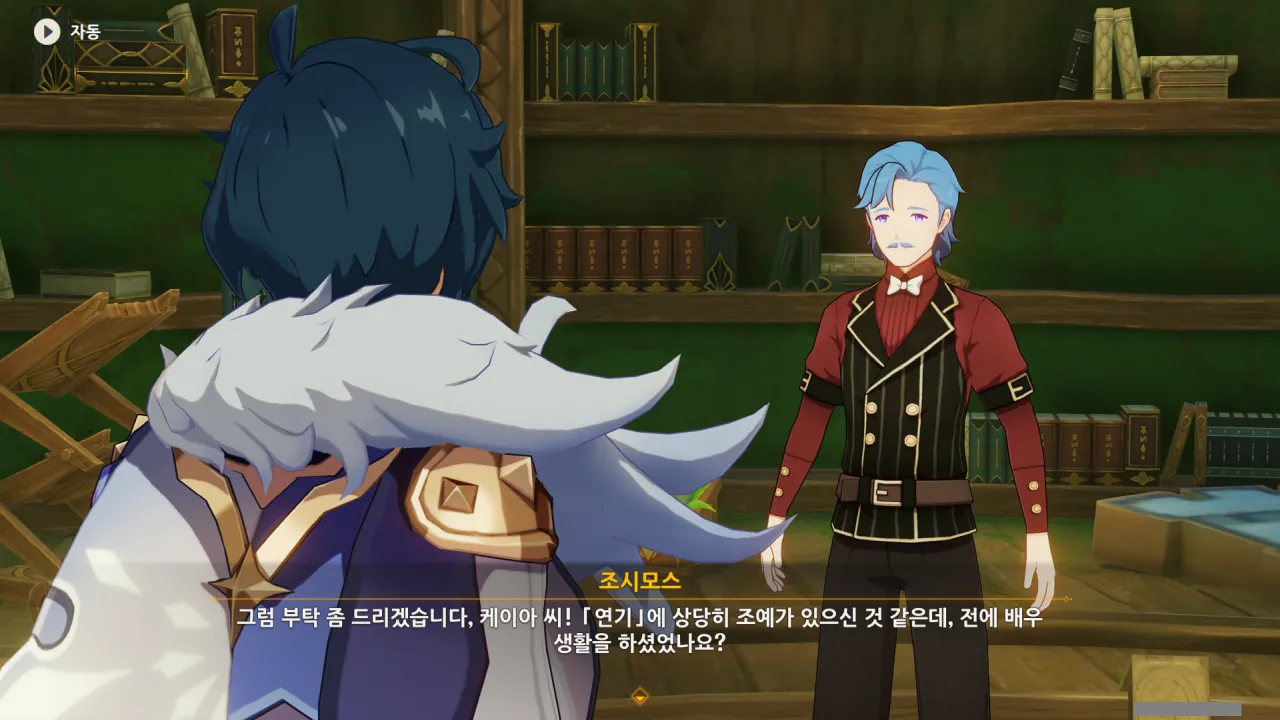 자동
조시모스
그럼 부탁 좀 드리겠습니다, 케이아 씨! 「연기」에 상당히 조예가 있으신 것 같은데, 전에 배우
생활을 하셨었나요?